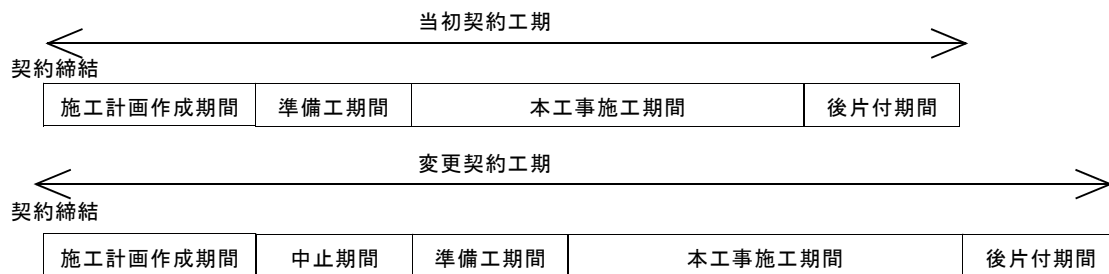 当初契約工期
契約締結
施工計画作成期間 準備工期間 本工事施工期間 後片付期間
変更契約工期
契約締結
施工計画作成期間 中止期間 準備工期間 本工事施工期間 後片付期間